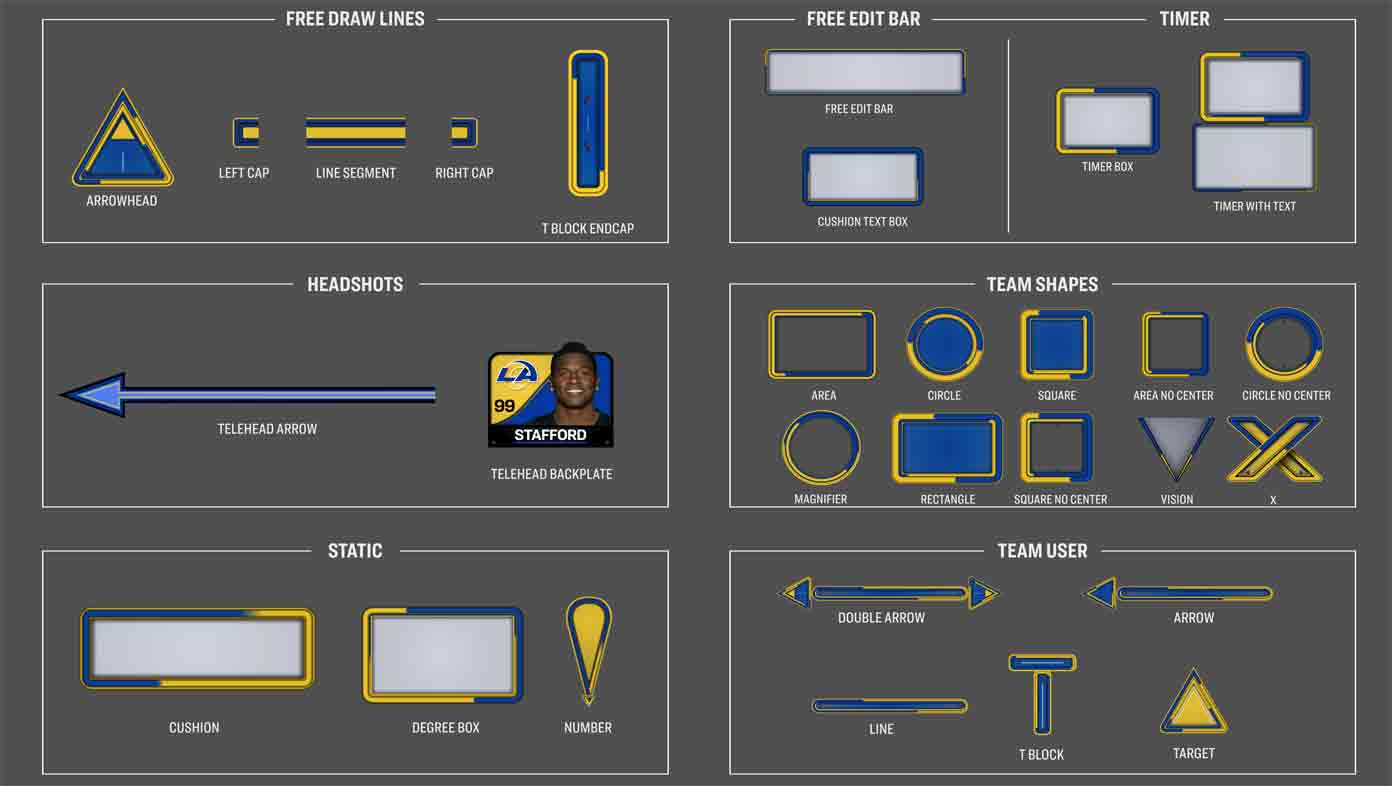 FREE DRAW LINES
ARROWHEAD
LEFT CAP
LINE SEGMENT
RIGHT CAP
T BLOCK ENDCAP
FREE EDIT BAR
FREE EDIT BAR
CUSHION TEXT BOX
TIMER
TIMER BOX
TIMER WITH TEXT
HEADSHOTS
TELEHEAD ARROW
LA
99
STAFFORD
TELEHEAD BACKPLATE
TEAM SHAPES
AREA
CIRCLE
SQUARE
AREA NO CENTER
CIRCLE NO CENTER
MAGNIFIER
RECTANGLE
SQUARE NO CENTER
VISION
X
STATIC
CUSHION
DEGREE BOX
NUMBER
TEAM USER
DOUBLE ARROW
ARROW
LINE
T BLOCK
TARGET